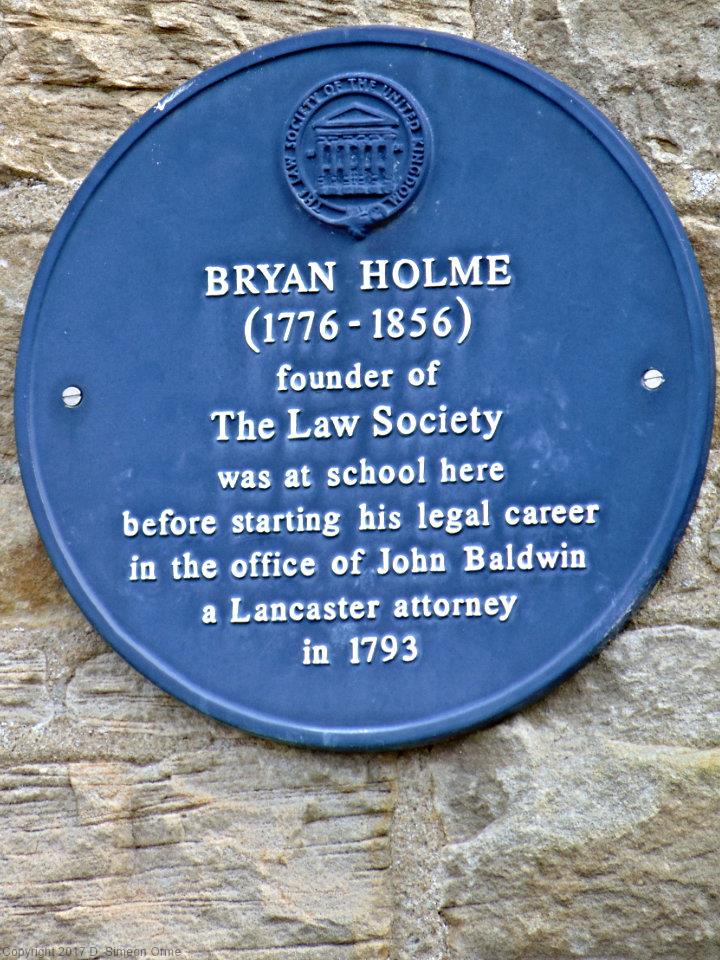 THE LAW SOCIETY OF THE UNITED KINGDOM
BRYAN HOLME
(1776 - 1856)
founder of
The Law Society
was at school here
before starting his legal career
in the office of John Baldwin
a Lancaster attorney
in 1793
Copyright 2017 D. Simeon Orme